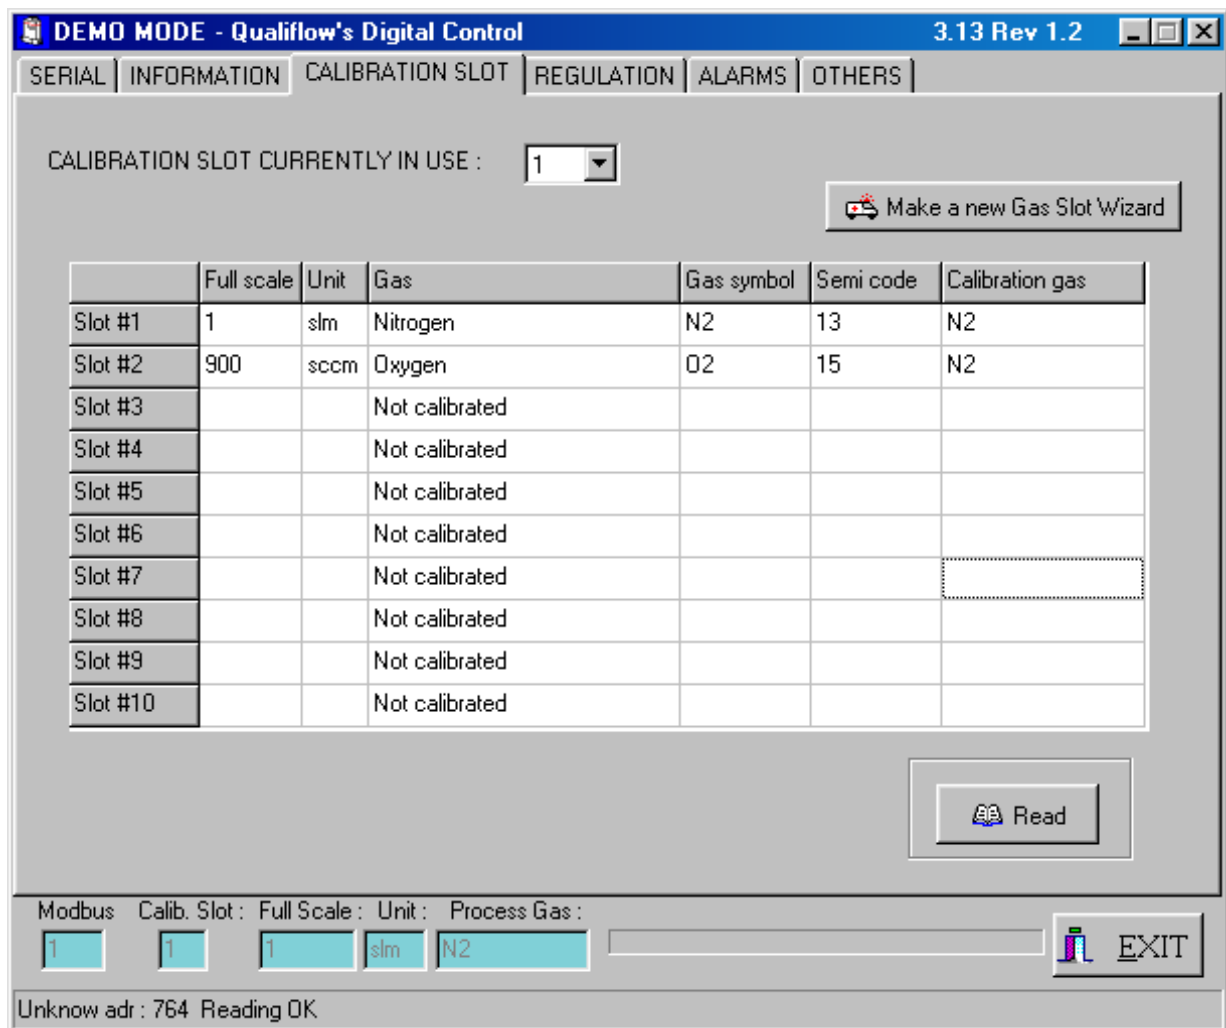 DEMO MODE - Qualiflow's Digital Control 3.13 Rev 1.2
SERIAL INFORMATION CALIBRATION SLOT REGULATION ALARMS OTHERS
CALIBRATION SLOT CURRENTLY IN USE : 1
Make a new Gas Slot Wizard
Full scale Unit Gas Gas symbol Semi code Calibration gas
Slot #1 1 slm Nitrogen N2 13 N2
Slot #2 900 sccm Oxygen O2 15 N2
Slot #3 Not calibrated
Slot #4 Not calibrated
Slot #5 Not calibrated
Slot #6 Not calibrated
Slot #7 Not calibrated
Slot #8 Not calibrated
Slot #9 Not calibrated
Slot #10 Not calibrated
Read
Modbus Calib. Slot : Full Scale : Unit : Process Gas :
1 1 1 slm N2
EXIT
Unknow adr : 764 Reading OK